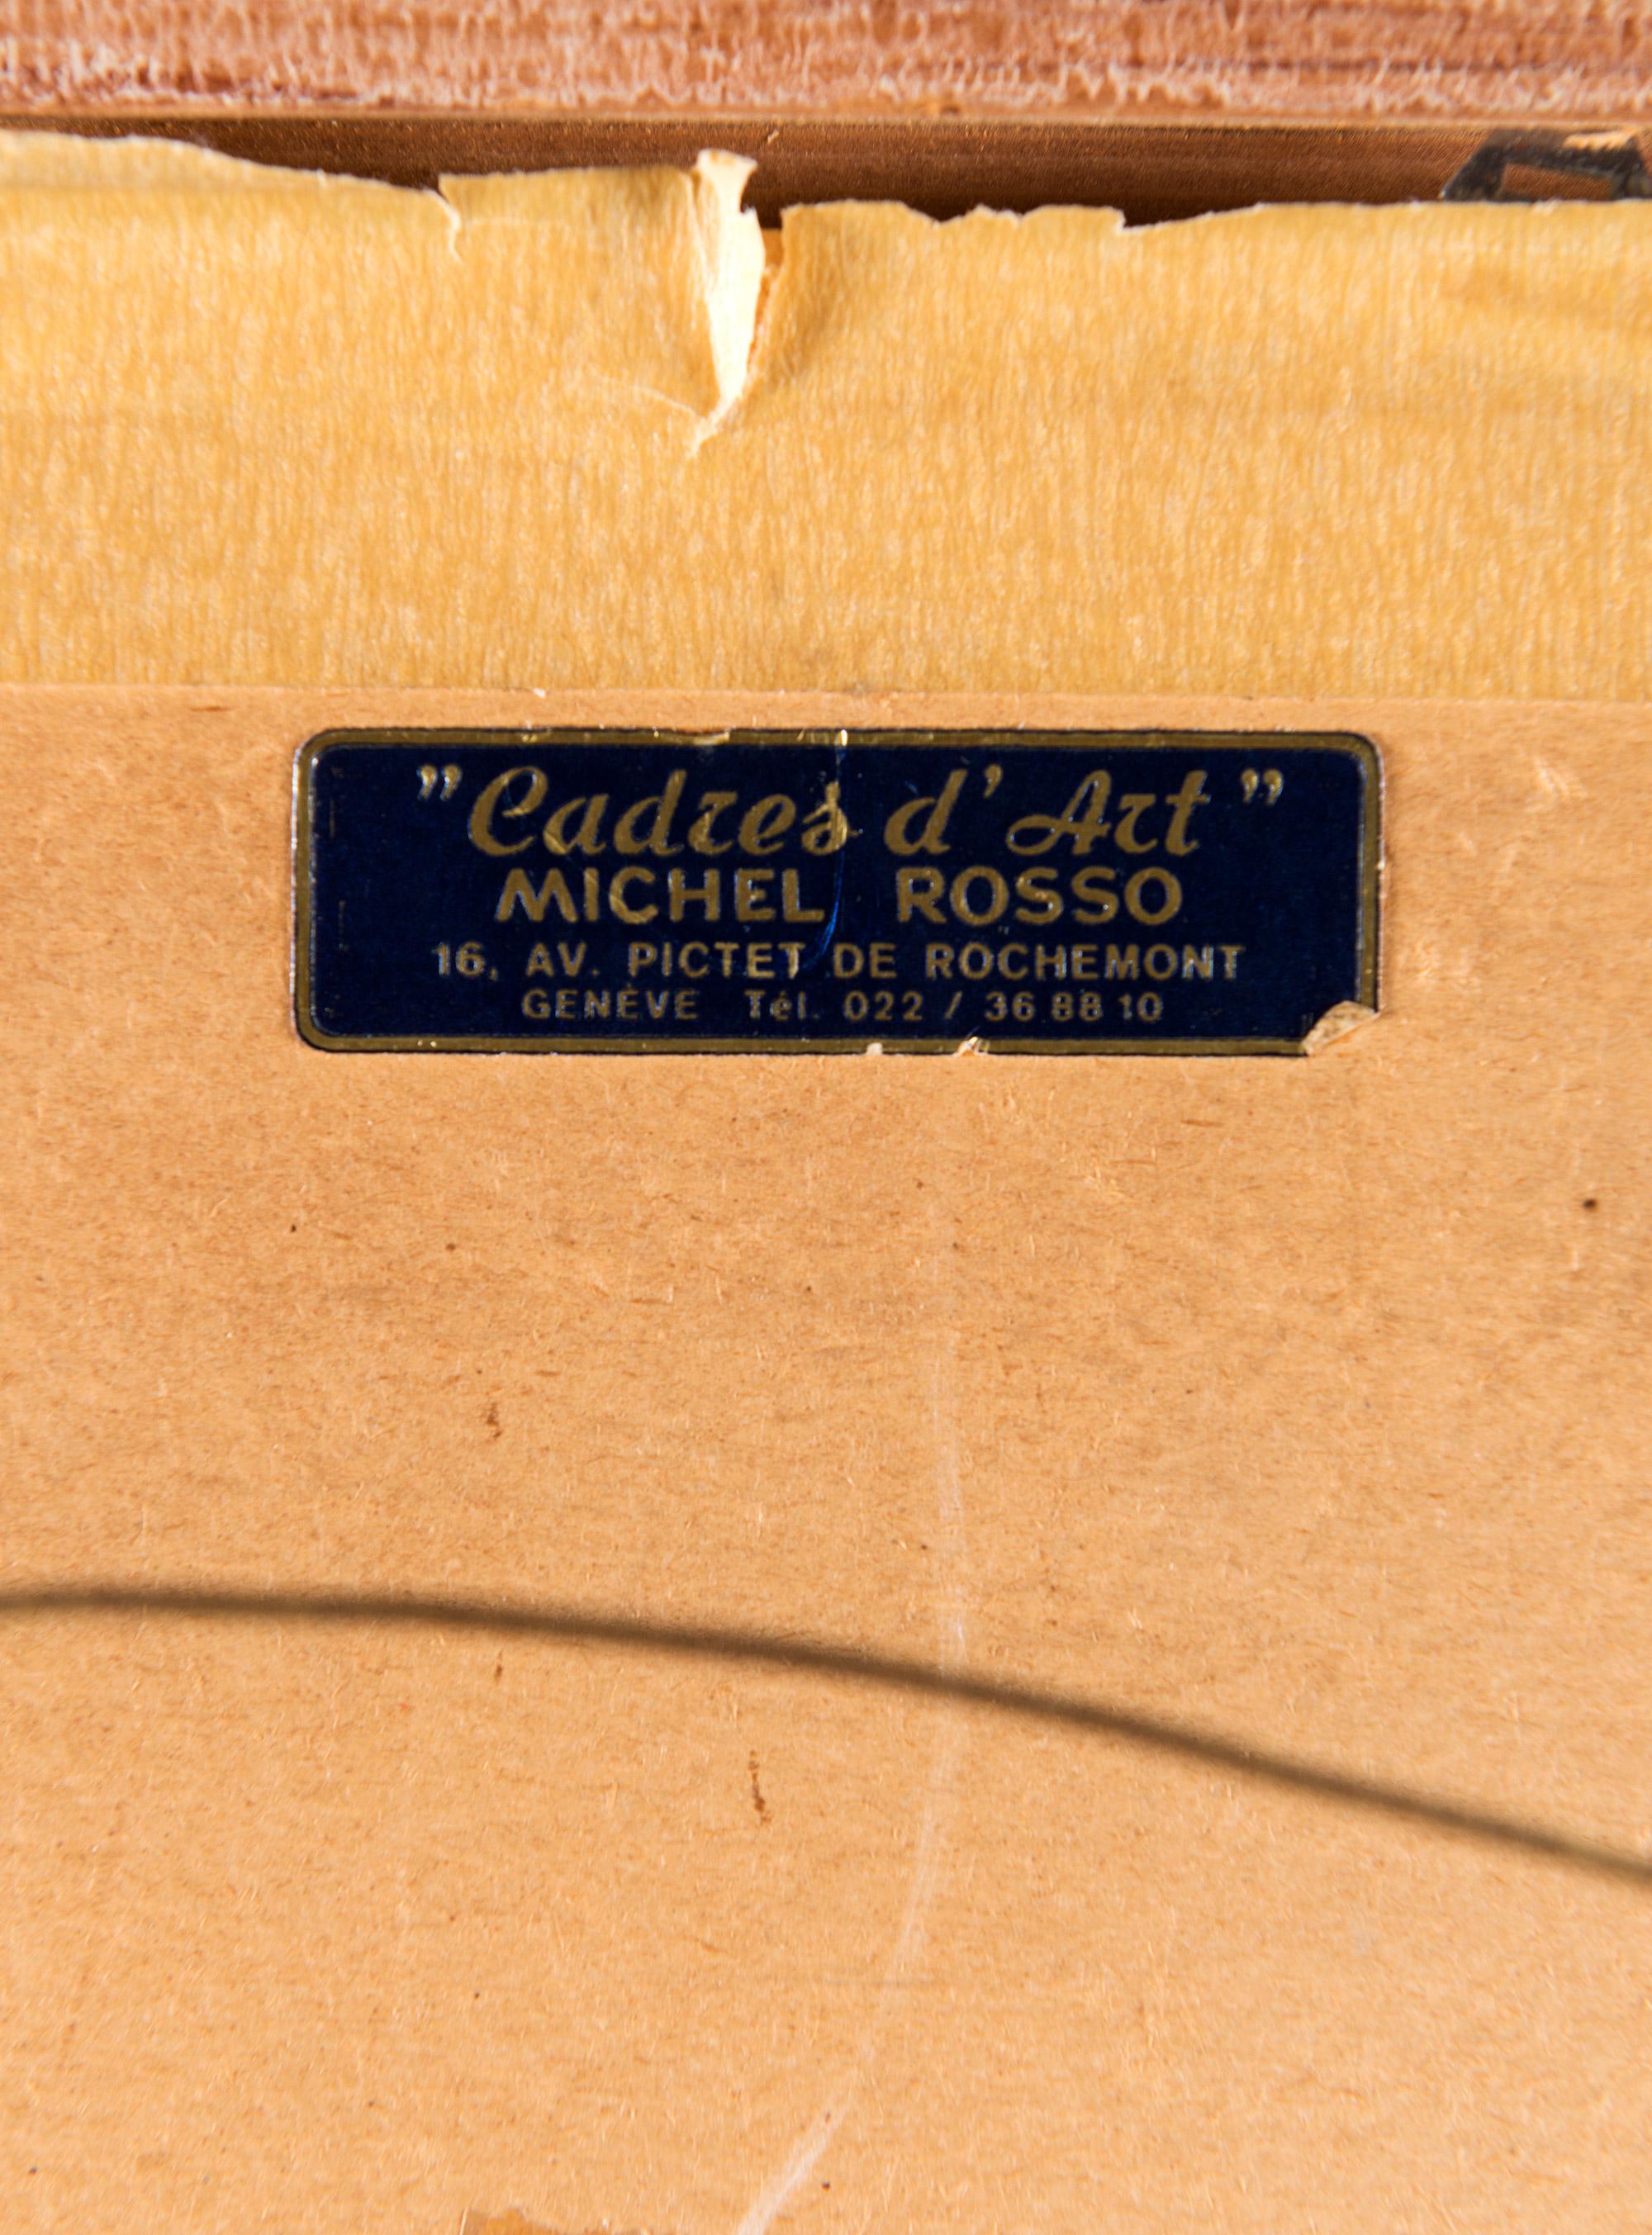 "Cadres d'Art"
MICHEL ROSSO
16, AV. PICTET DE ROCHEMONT
GENÈVE Tél. 022 / 36 88 10